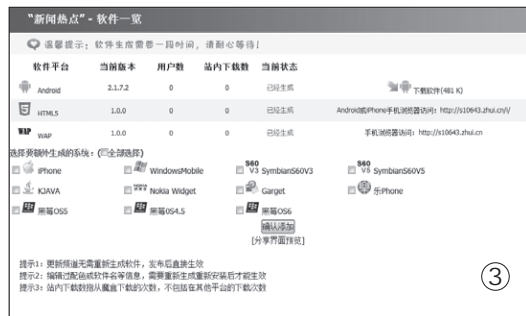 “新闻热点”- 软件一览
温馨提示：软件生成需要一段时间，请耐心等待！
软件平台 当前版本 用户数 站内下载数 当前状态
Android 2.1.7.2 0 0 已经生成 下载软件(481 K)
HTML5 1.0.0 0 0 已经生成 Android或iPhone手机浏览器访问：http://s10643.zhui.cn/i/
WAP WAP 1.0.0 0 0 已经生成 手机浏览器访问：http://s10643.zhui.cn
选择要额外生成的系统：(全部选择)
iPhone WindowsMobile S60 V3 SymbianS60V3 S60 V5 SymbianS60V5
KJAVA Nokia Widget Garget 乐Phone
黑莓OS5 黑莓OS4.5 黑莓OS6
确认添加
[分享界面预览]
提示1：更新频道无需重新生成软件，发布后直接生效
提示2：编辑过配色或软件名等信息，需要重新生成重新安装后才能生效
提示3：站内下载数指从魔盒下载的次数，不包括在其他平台的下载次数
③